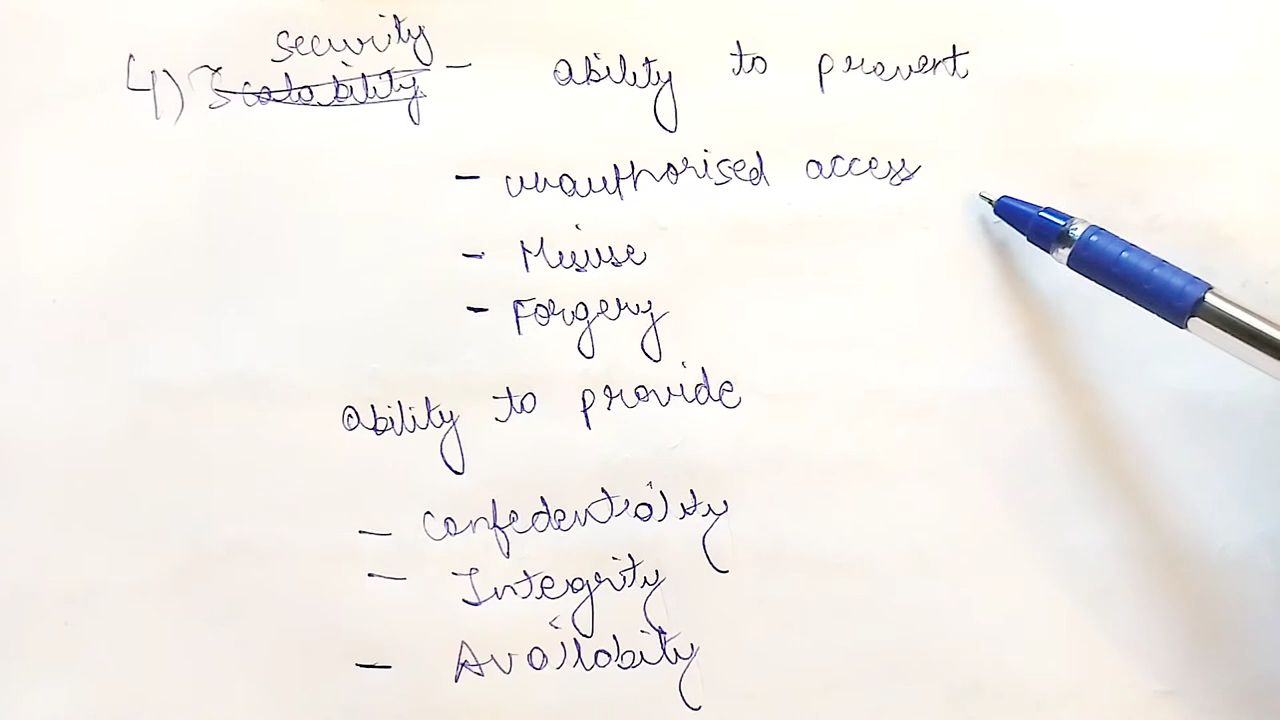 security
4) Scalability - ability to prevent
- unauthorised access
- Misuse
- Forgery
ability to provide
- Confedentiality
- Integrity
- Availabity